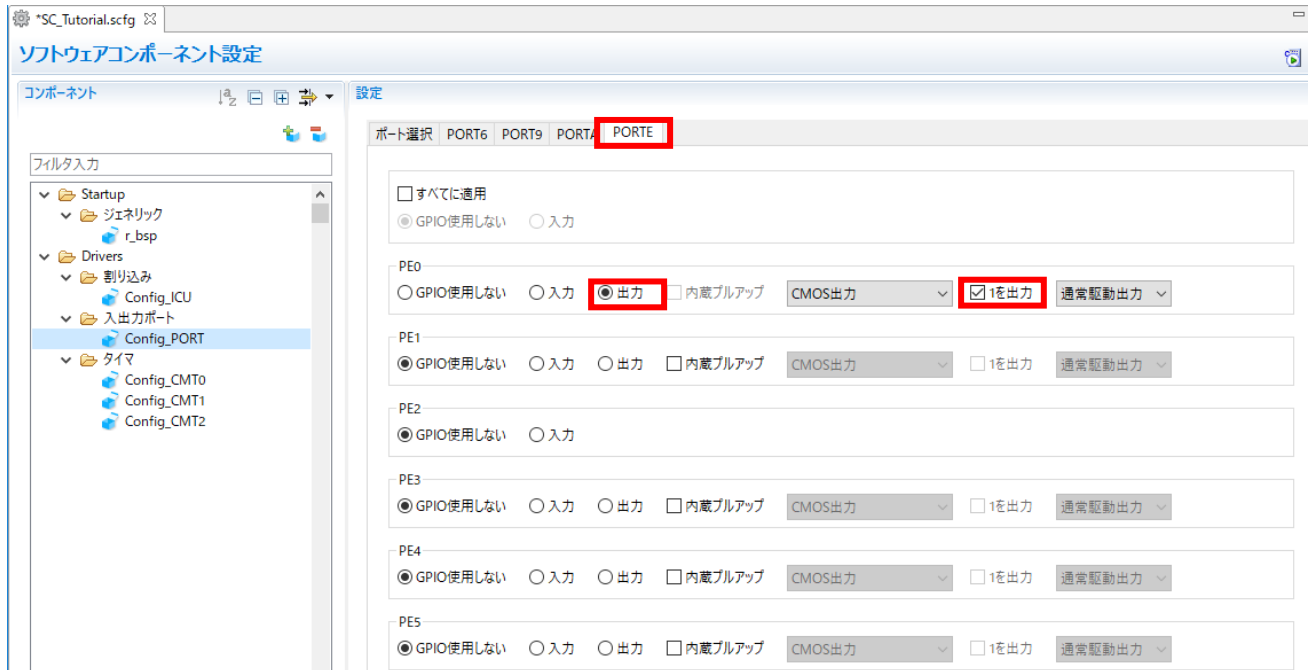 *SC_Tutorial.scfg
ソフトウェアコンポーネント設定
コンポーネント
フィルタ入力
Startup
ジェネリック
r_bsp
Drivers
割り込み
Config_ICU
入出力ポート
Config_PORT
タイマ
Config_CMT0
Config_CMT1
Config_CMT2
設定
ポート選択 PORT6 PORT9 PORTA PORTE
すべてに適用
GPIO使用しない 入力
PE0
GPIO使用しない 入力 出力 内蔵プルアップ CMOS出力 1を出力 通常駆動出力
PE1
GPIO使用しない 入力 出力 内蔵プルアップ CMOS出力 1を出力 通常駆動出力
PE2
GPIO使用しない 入力
PE3
GPIO使用しない 入力 出力 内蔵プルアップ CMOS出力 1を出力 通常駆動出力
PE4
GPIO使用しない 入力 出力 内蔵プルアップ CMOS出力 1を出力 通常駆動出力
PE5
GPIO使用しない 入力 出力 内蔵プルアップ CMOS出力 1を出力 通常駆動出力